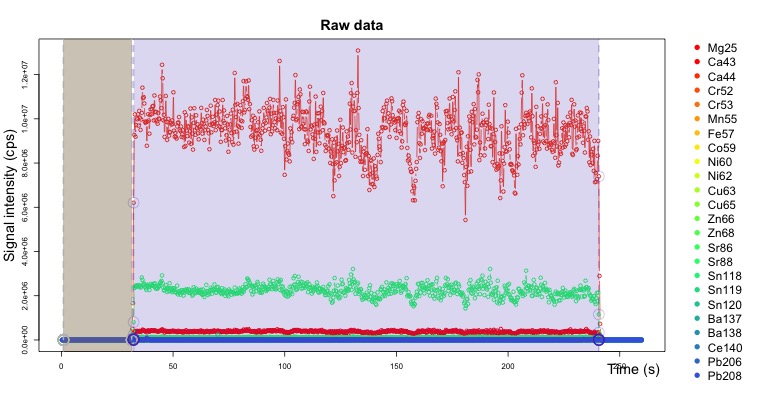 Raw data
Signal intensity (cps)
1.2e+07
1.0e+07
8.0e+06
6.0e+06
4.0e+06
2.0e+06
0.0e+00
0
50
100
150
200
Time (s)
Mg25
Ca43
Ca44
Cr52
Cr53
Mn55
Fe57
Co59
Ni60
Ni62
Cu63
Cu65
Zn66
Zn68
Sr86
Sr88
Sn118
Sn119
Sn120
Ba137
Ba138
Ce140
Pb206
Pb208